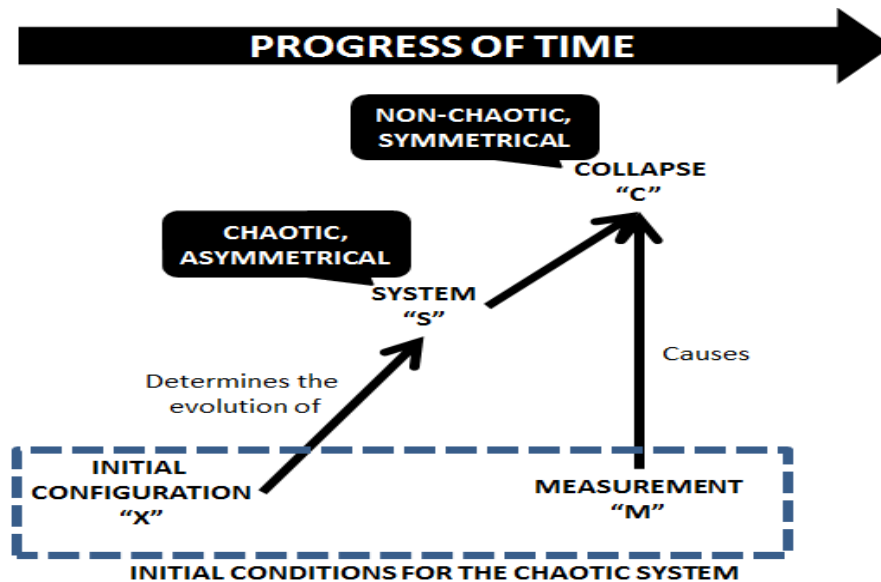 PROGRESS OF TIME
NON-CHAOTIC,
SYMMETRICAL
COLLAPSE
“C”
CHAOTIC,
ASYMMETRICAL
SYSTEM
“S”
Causes
Determines the
evolution of
INITIAL
CONFIGURATION
“X”
MEASUREMENT
“M”
INITIAL CONDITIONS FOR THE CHAOTIC SYSTEM